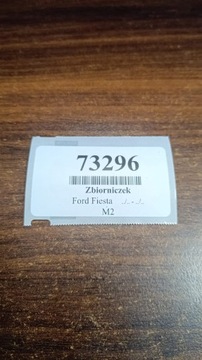 73296
Zbiorniczek
Ford Fiesta ../.. - ../..
M2